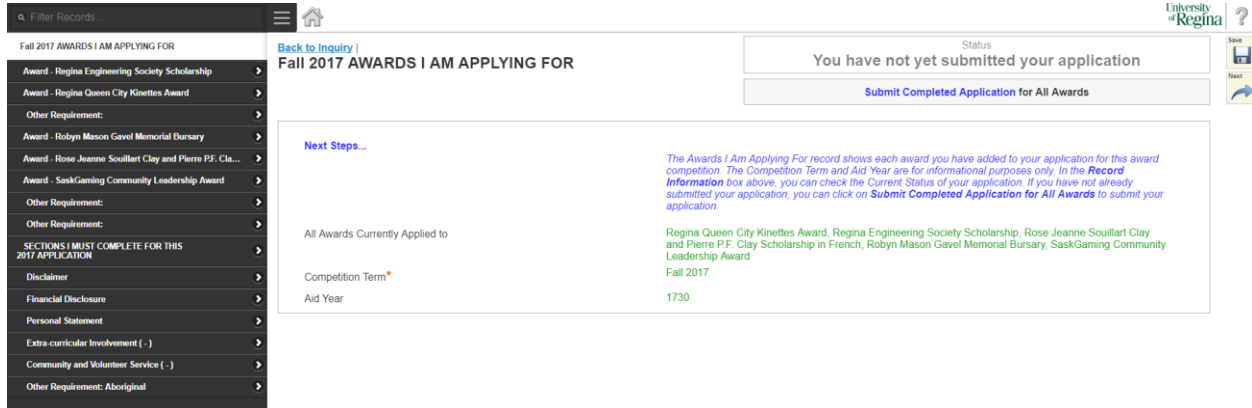 Filter Records...
University
of Regina
?
Fall 2017 AWARDS I AM APPLYING FOR
Award - Regina Engineering Society Scholarship
Award - Regina Queen City Kinettes Award
Other Requirement:
Award - Robyn Mason Gavel Memorial Bursary
Award - Rose Jeanne Souillart Clay and Pierre P.F. Cla...
Award - SaskGaming Community Leadership Award
Other Requirement:
Other Requirement:
SECTIONS I MUST COMPLETE FOR THIS
2017 APPLICATION
Disclaimer
Financial Disclosure
Personal Statement
Extra-curricular Involvement ( - )
Community and Volunteer Service ( - )
Other Requirement: Aboriginal
Back to Inquiry |
Fall 2017 AWARDS I AM APPLYING FOR
Status
You have not yet submitted your application
Submit Completed Application for All Awards
Save
Next
Next Steps...
The Awards I Am Applying For record shows each award you have added to your application for this award
competition. The Competition Term and Aid Year are for informational purposes only. In the Record
Information box above, you can check the Current Status of your application. If you have not already
submitted your application, you can click on Submit Completed Application for All Awards to submit your
application.
All Awards Currently Applied to
Regina Queen City Kinettes Award, Regina Engineering Society Scholarship, Rose Jeanne Souillart Clay
and Pierre P.F. Clay Scholarship in French, Robyn Mason Gavel Memorial Bursary, SaskGaming Community
Leadership Award
Competition Term*
Fall 2017
Aid Year
1730